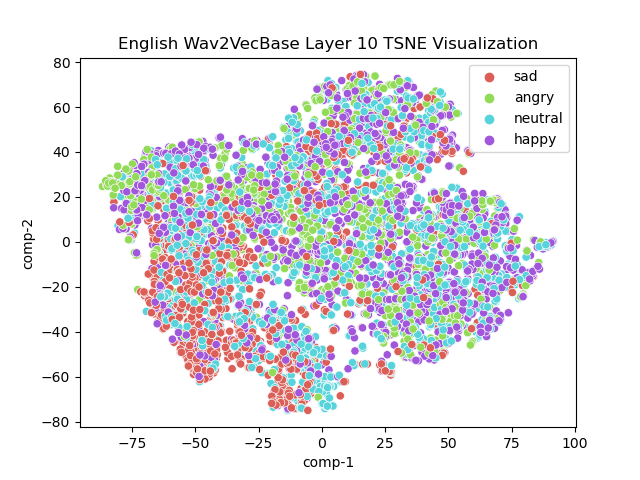 English Wav2VecBase Layer 10 TSNE Visualization
sad
angry
neutral
happy
80
60
40
20
0
−20
−40
−60
−80
comp-2
−75
−50
−25
0
25
50
75
100
comp-1